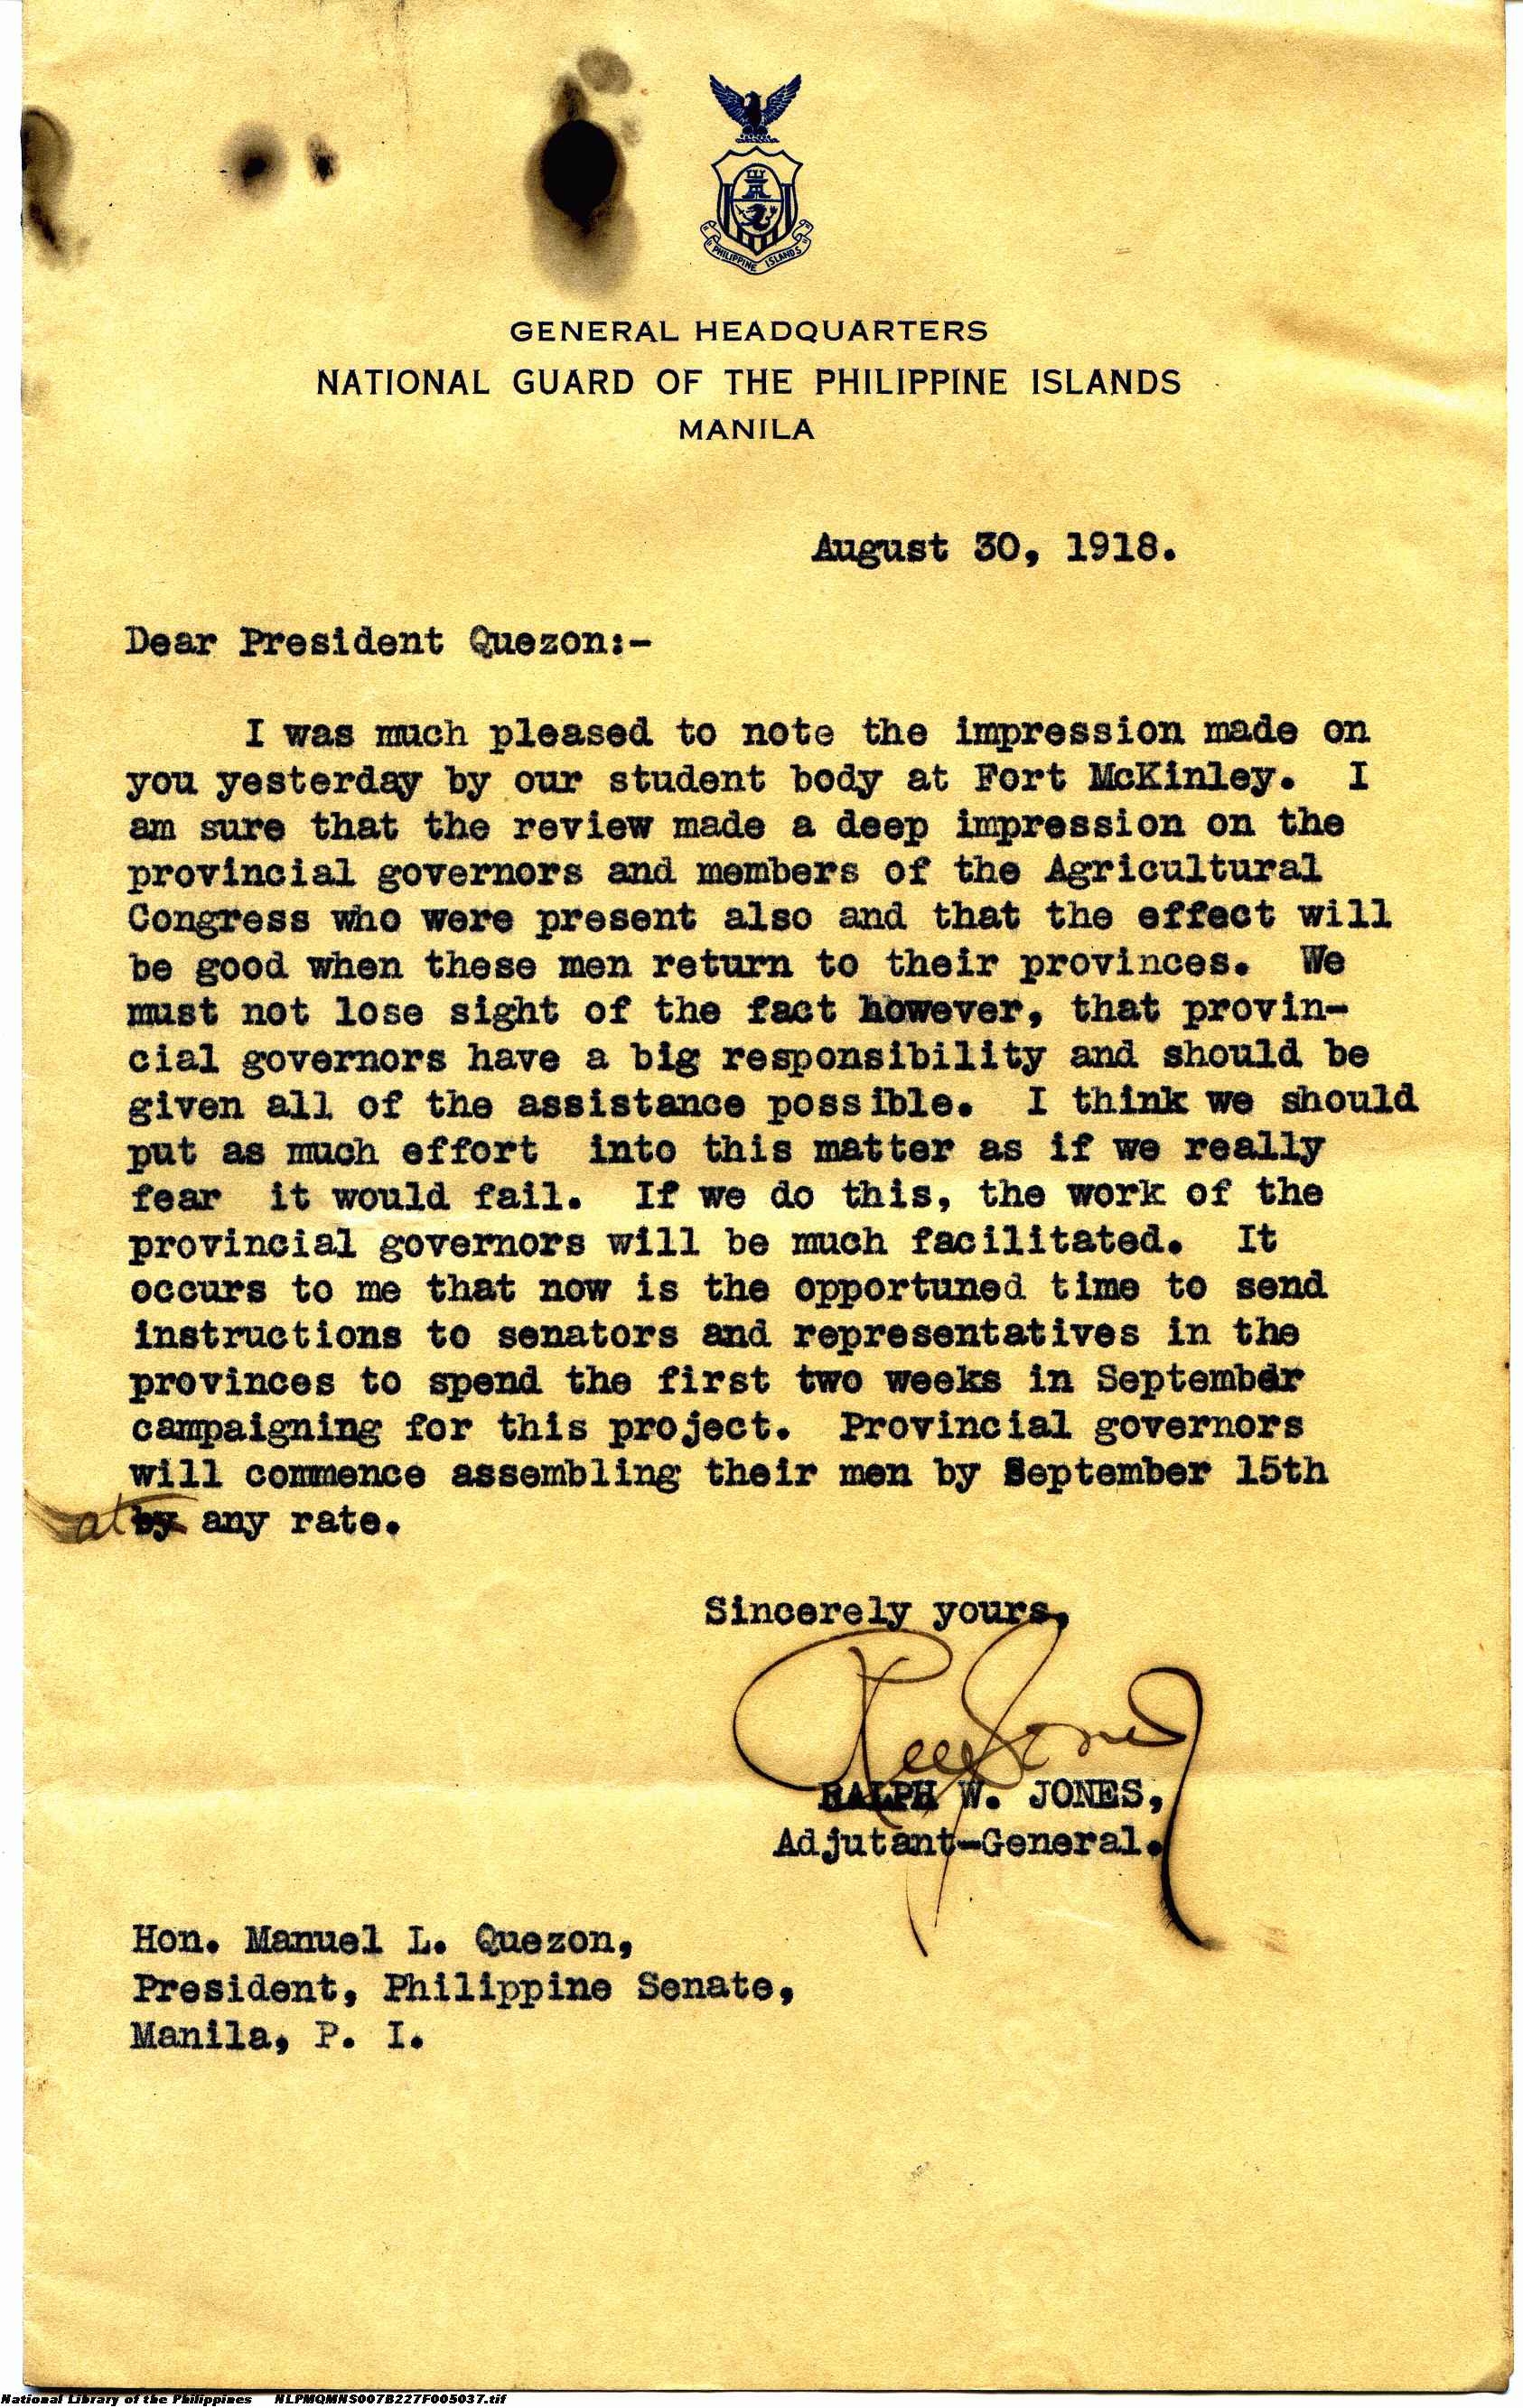 PHILIPPINE ISLANDS
GENERAL HEADQUARTERS
NATIONAL GUARD OF THE PHILIPPINE ISLANDS
MANILA
August 30, 1918.
Dear President Quezon:-
I was much pleased to note the impression made on
you yesterday by our student body at Fort McKinley. I
am sure that the review made a deep impression on the
provincial governors and members of the Agricultural
Congress who were present also and that the effect will
be good when these men return to their provinces. We
must not lose sight of the fact however, that provin-
cial governors have a big responsibility and should be
given all of the assistance possible. I think we should
put as much effort into this matter as if we really
fear it would fail. If we do this, the work of the
provincial governors will be much facilitated. It
occurs to me that now is the opportuned time to send
instructions to senators and representatives in the
provinces to spend the first two weeks in September
campaigning for this project. Provincial governors
will commence assembling their men by September 15th
at by any rate.
Sincerely yours,
RALPH W. JONES,
Adjutant-General.
Hon. Manuel L. Quezon,
President, Philippine Senate,
Manila, P. I.
National Library of the Philippines NLPMQMNS007B227F005037.tif